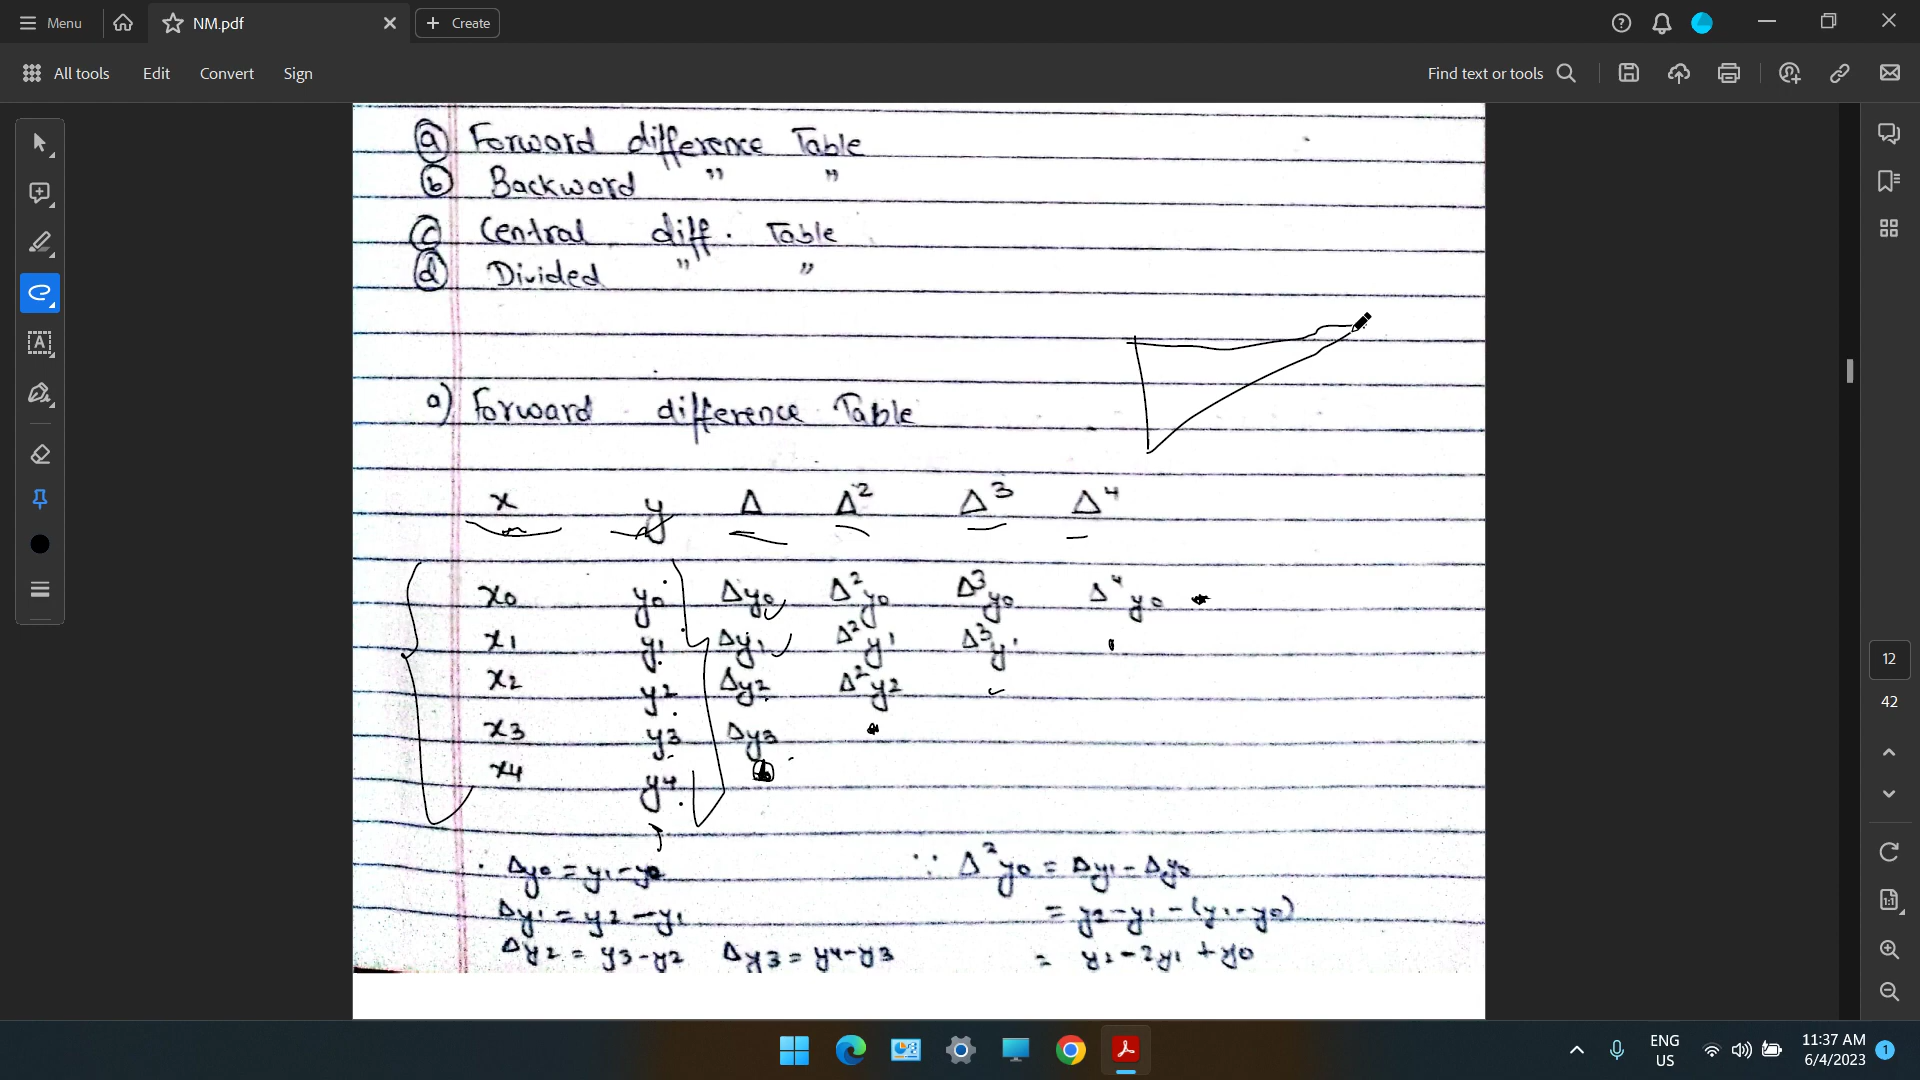 Menu
NM.pdf
Create
All tools
Edit
Convert
Sign
Find text or tools
a Forword difference Table
b Backword " "
c Central diff. Table
d Divided " "
a) Forward difference Table
x y Δ Δ² Δ³ Δ⁴
x0 y0 Δy0 Δ²y0 Δ³y0 Δ⁴y0
x1 y1 Δy1 Δ²y1 Δ³y1
x2 y2 Δy2 Δ²y2
x3 y3 Δy3
x4 y4
Δy0 = y1-y0
Δy1 = y2-y1
Δy2 = y3-y2 Δy3 = y4-y3
∵ Δ²y0 = Δy1 - Δy0
= y2-y1-(y1-y0)
= y2-2y1+y0
12
42
1:1
ENG
US
11:37 AM
6/4/2023
1